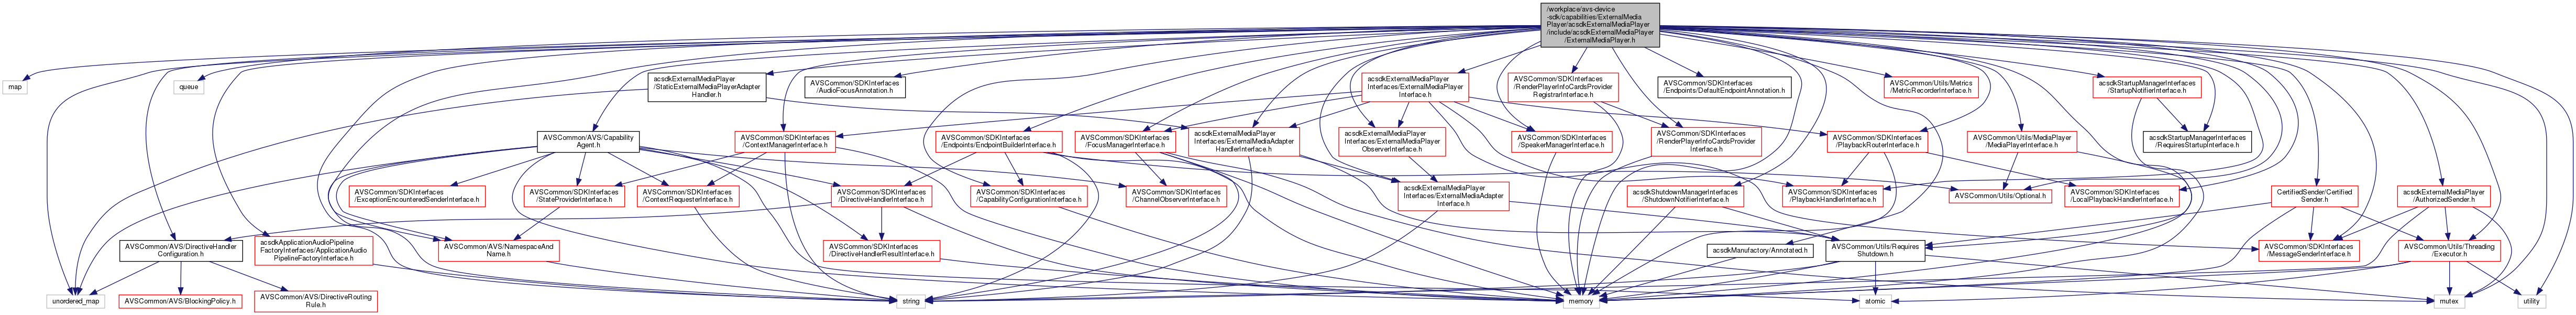 /workplace/avs-device
-sdk/capabilities/ExternalMedia
Player/acsdkExternalMediaPlayer
/include/acsdkExternalMediaPlayer
/ExternalMediaPlayer.h
map
queue
acsdkExternalMediaPlayer
/StaticExternalMediaPlayerAdapter
Handler.h
AVSCommon/SDKInterfaces
/AudioFocusAnnotation.h
acsdkExternalMediaPlayer
Interfaces/ExternalMediaPlayer
Interface.h
AVSCommon/SDKInterfaces
/RenderPlayerInfoCardsProvider
RegistrarInterface.h
AVSCommon/SDKInterfaces
/Endpoints/DefaultEndpointAnnotation.h
AVSCommon/Utils/Metrics
/MetricRecorderInterface.h
acsdkStartupManagerInterfaces
/StartupNotifierInterface.h
AVSCommon/AVS/Capability
Agent.h
AVSCommon/SDKInterfaces
/ContextManagerInterface.h
AVSCommon/SDKInterfaces
/Endpoints/EndpointBuilderInterface.h
AVSCommon/SDKInterfaces
/FocusManagerInterface.h
acsdkExternalMediaPlayer
Interfaces/ExternalMediaAdapter
HandlerInterface.h
acsdkExternalMediaPlayer
Interfaces/ExternalMediaPlayer
ObserverInterface.h
AVSCommon/SDKInterfaces
/SpeakerManagerInterface.h
AVSCommon/SDKInterfaces
/RenderPlayerInfoCardsProvider
Interface.h
AVSCommon/SDKInterfaces
/PlaybackRouterInterface.h
AVSCommon/Utils/MediaPlayer
/MediaPlayerInterface.h
acsdkStartupManagerInterfaces
/RequiresStartupInterface.h
AVSCommon/SDKInterfaces
/ExceptionEncounteredSenderInterface.h
AVSCommon/SDKInterfaces
/StateProviderInterface.h
AVSCommon/SDKInterfaces
/ContextRequesterInterface.h
AVSCommon/SDKInterfaces
/DirectiveHandlerInterface.h
AVSCommon/SDKInterfaces
/CapabilityConfigurationInterface.h
AVSCommon/SDKInterfaces
/ChannelObserverInterface.h
acsdkExternalMediaPlayer
Interfaces/ExternalMediaAdapter
Interface.h
acsdkShutdownManagerInterfaces
/ShutdownNotifierInterface.h
AVSCommon/SDKInterfaces
/PlaybackHandlerInterface.h
AVSCommon/Utils/Optional.h
AVSCommon/SDKInterfaces
/LocalPlaybackHandlerInterface.h
CertifiedSender/Certified
Sender.h
acsdkExternalMediaPlayer
/AuthorizedSender.h
AVSCommon/AVS/DirectiveHandler
Configuration.h
acsdkApplicationAudioPipeline
FactoryInterfaces/ApplicationAudio
PipelineFactoryInterface.h
AVSCommon/AVS/NamespaceAnd
Name.h
AVSCommon/SDKInterfaces
/DirectiveHandlerResultInterface.h
acsdkManufactory/Annotated.h
AVSCommon/Utils/Requires
Shutdown.h
AVSCommon/SDKInterfaces
/MessageSenderInterface.h
AVSCommon/Utils/Threading
/Executor.h
unordered_map
AVSCommon/AVS/BlockingPolicy.h
AVSCommon/AVS/DirectiveRouting
Rule.h
string
memory
atomic
mutex
utility